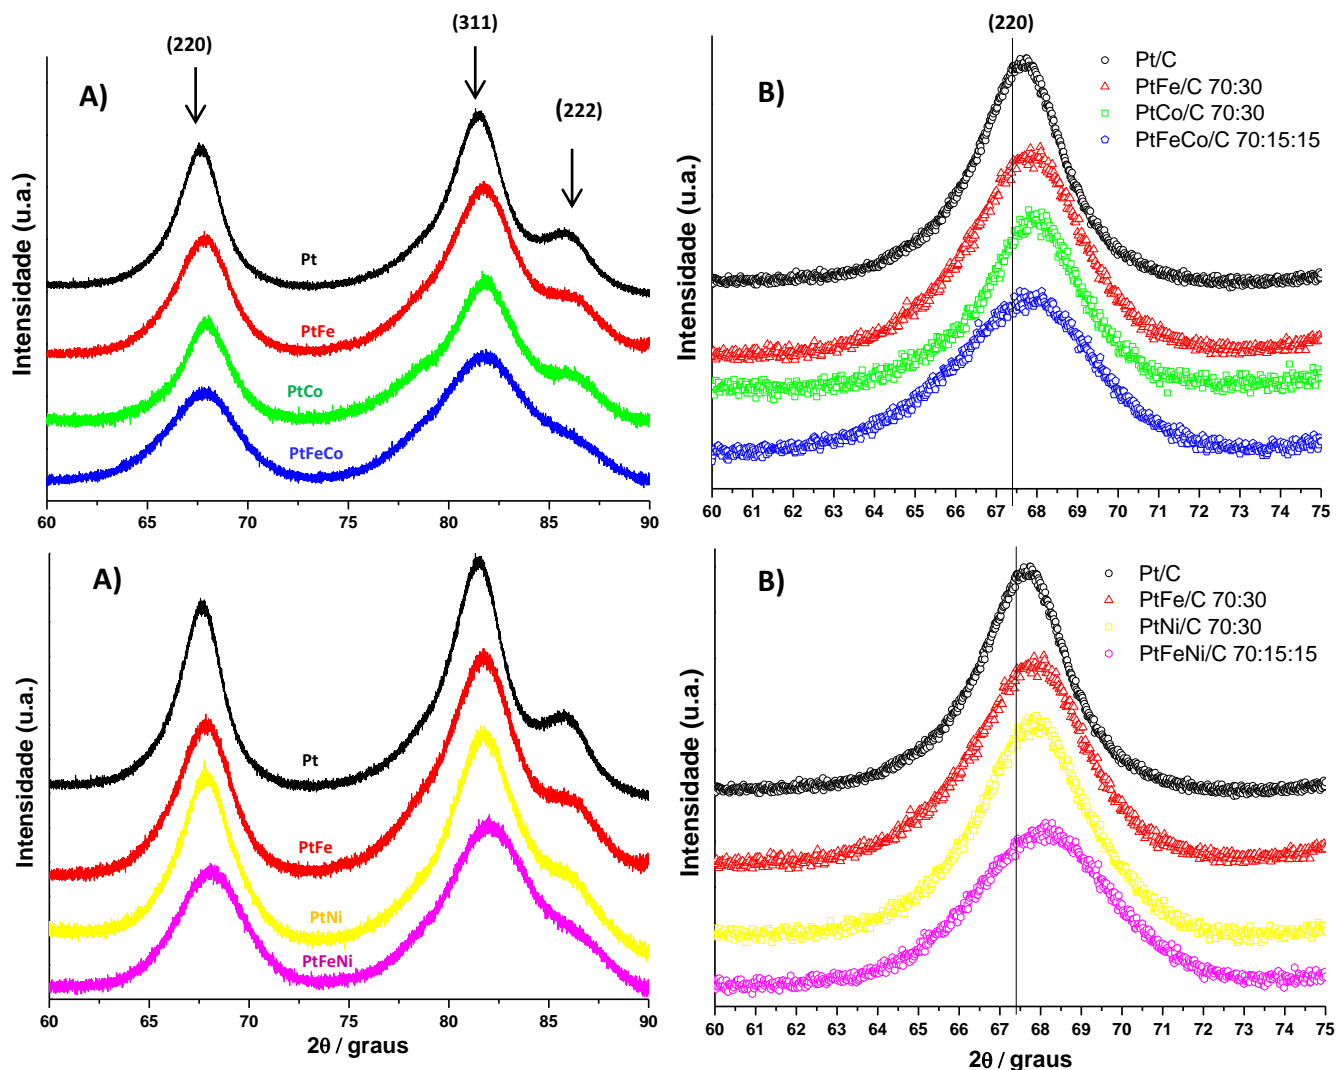 (220)
(311)
(222)
A)
Pt
PtFe
PtCo
PtFeCo
Intensidade (u.a.)
60 65 70 75 80 85 90
(220)
B)
Pt/C
PtFe/C 70:30
PtCo/C 70:30
PtFeCo/C 70:15:15
Intensidade (u.a.)
60 61 62 63 64 65 66 67 68 69 70 71 72 73 74 75
A)
Pt
PtFe
PtNi
PtFeNi
Intensidade (u.a.)
60 65 70 75 80 85 90
2θ / graus
B)
Pt/C
PtFe/C 70:30
PtNi/C 70:30
PtFeNi/C 70:15:15
Intensidade (u.a.)
60 61 62 63 64 65 66 67 68 69 70 71 72 73 74 75
2θ / graus